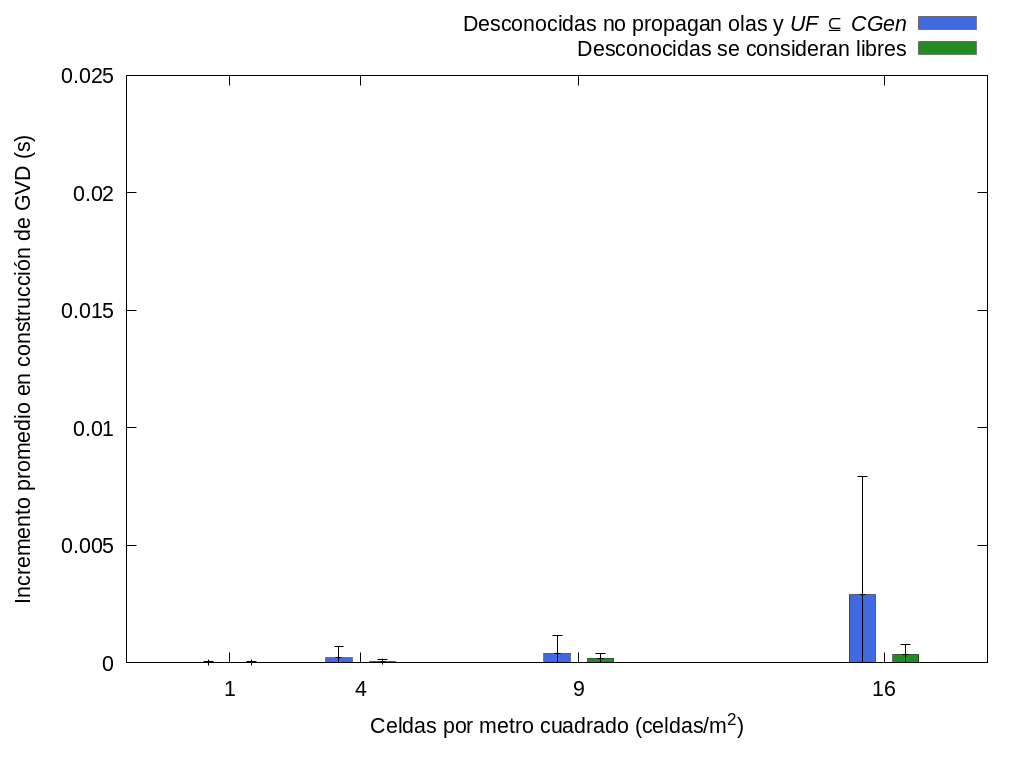 Desconocidas no propagan olas y UF ⊆ CGen
Desconocidas se consideran libres
0.025
0.02
0.015
0.01
0.005
0
Incremento promedio en construcción de GVD (s)
1 4 9 16
Celdas por metro cuadrado (celdas/m²)